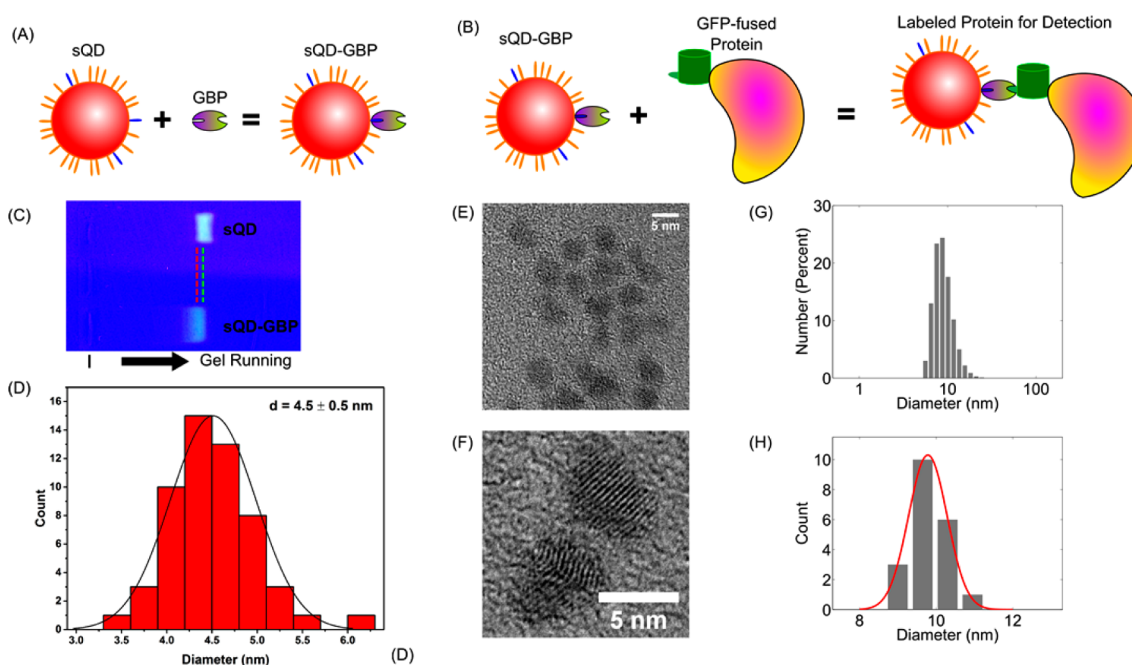 (A)
sQD
GBP
sQD-GBP
+
=
(B)
sQD-GBP
GFP-fused
Protein
Labeled Protein for Detection
+
=
(C)
sQD
sQD-GBP
I
Gel Running
(D)
d = 4.5 ± 0.5 nm
Count
16
14
12
10
8
6
4
2
0
3.0 3.5 4.0 4.5 5.0 5.5 6.0
Diameter (nm)
(D)
(E)
5 nm
(F)
5 nm
(G)
Number (Percent)
30
20
10
0
1 10 100
Diameter (nm)
(H)
Count
10
8
6
4
2
0
8 10 12
Diameter (nm)